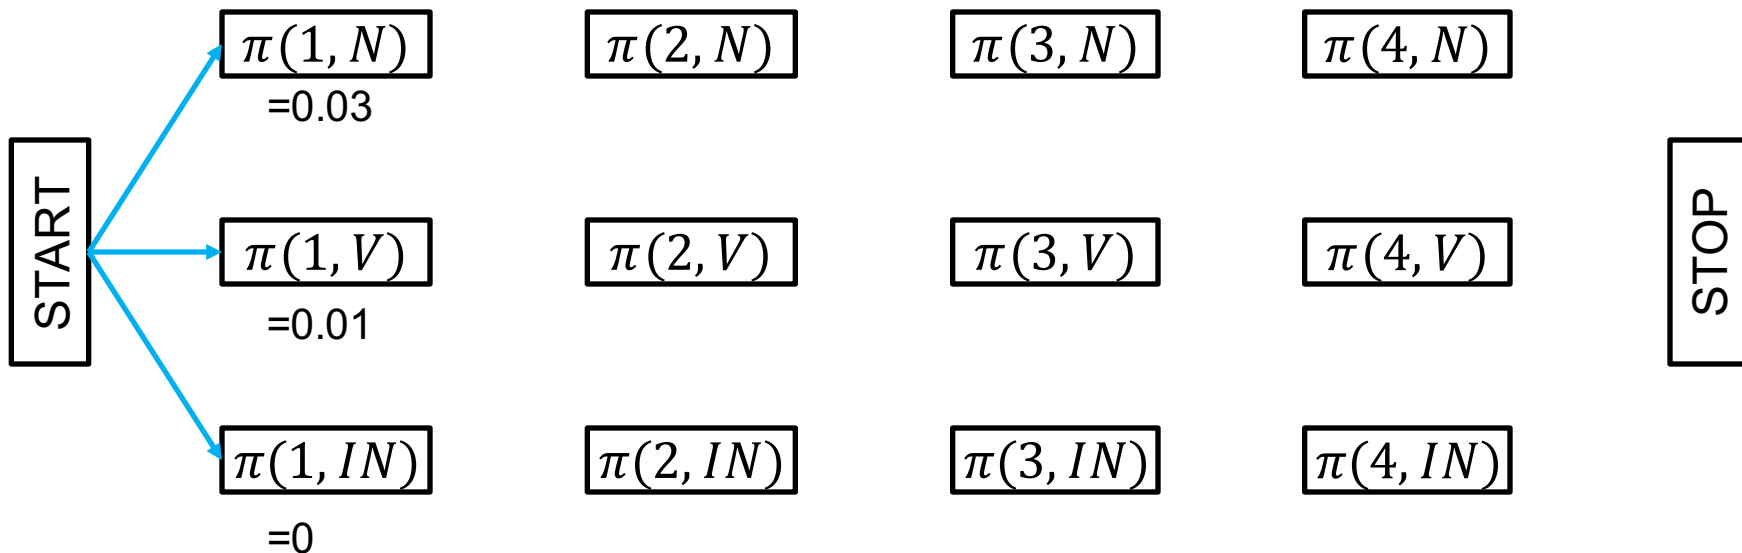 π(1, N) π(2, N) π(3, N) π(4, N)
=0.03
START π(1, V) π(2, V) π(3, V) π(4, V) STOP
=0.01
π(1, IN) π(2, IN) π(3, IN) π(4, IN)
=0